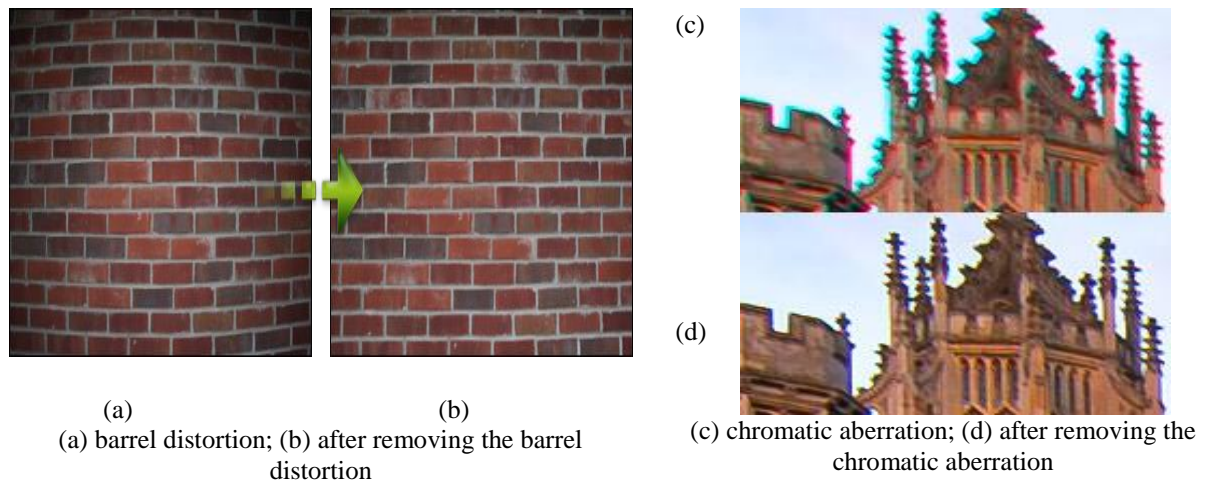 (a)
(b)
(a) barrel distortion; (b) after removing the barrel
distortion
(c)
(d)
(c) chromatic aberration; (d) after removing the
chromatic aberration